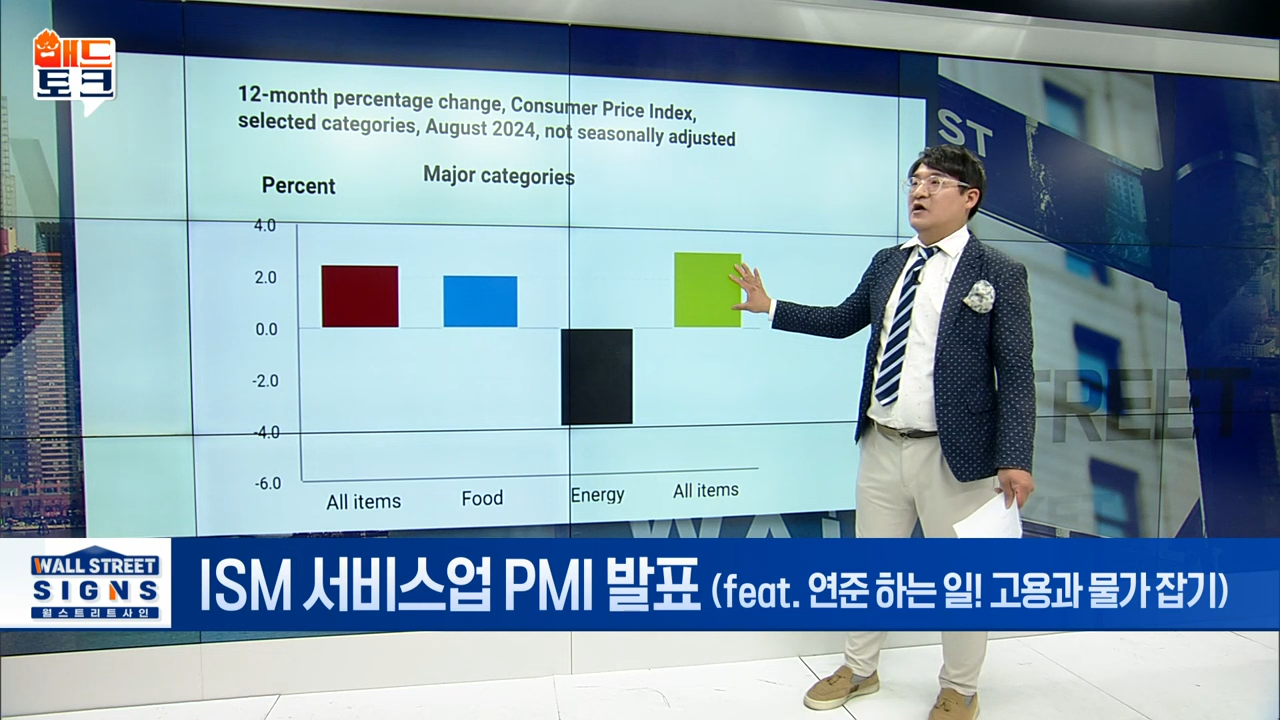 매드
토크
12-month percentage change, Consumer Price Index,
selected categories, August 2024, not seasonally adjusted
Major categories
Percent
4.0
2.0
0.0
-2.0
-4.0
-6.0
All items
Food
Energy
All items
ST
STREET
WALL STREET
SIGNS
월스트리트사인
ISM 서비스업 PMI 발표 (feat. 연준 하는 일! 고용과 물가 잡기)